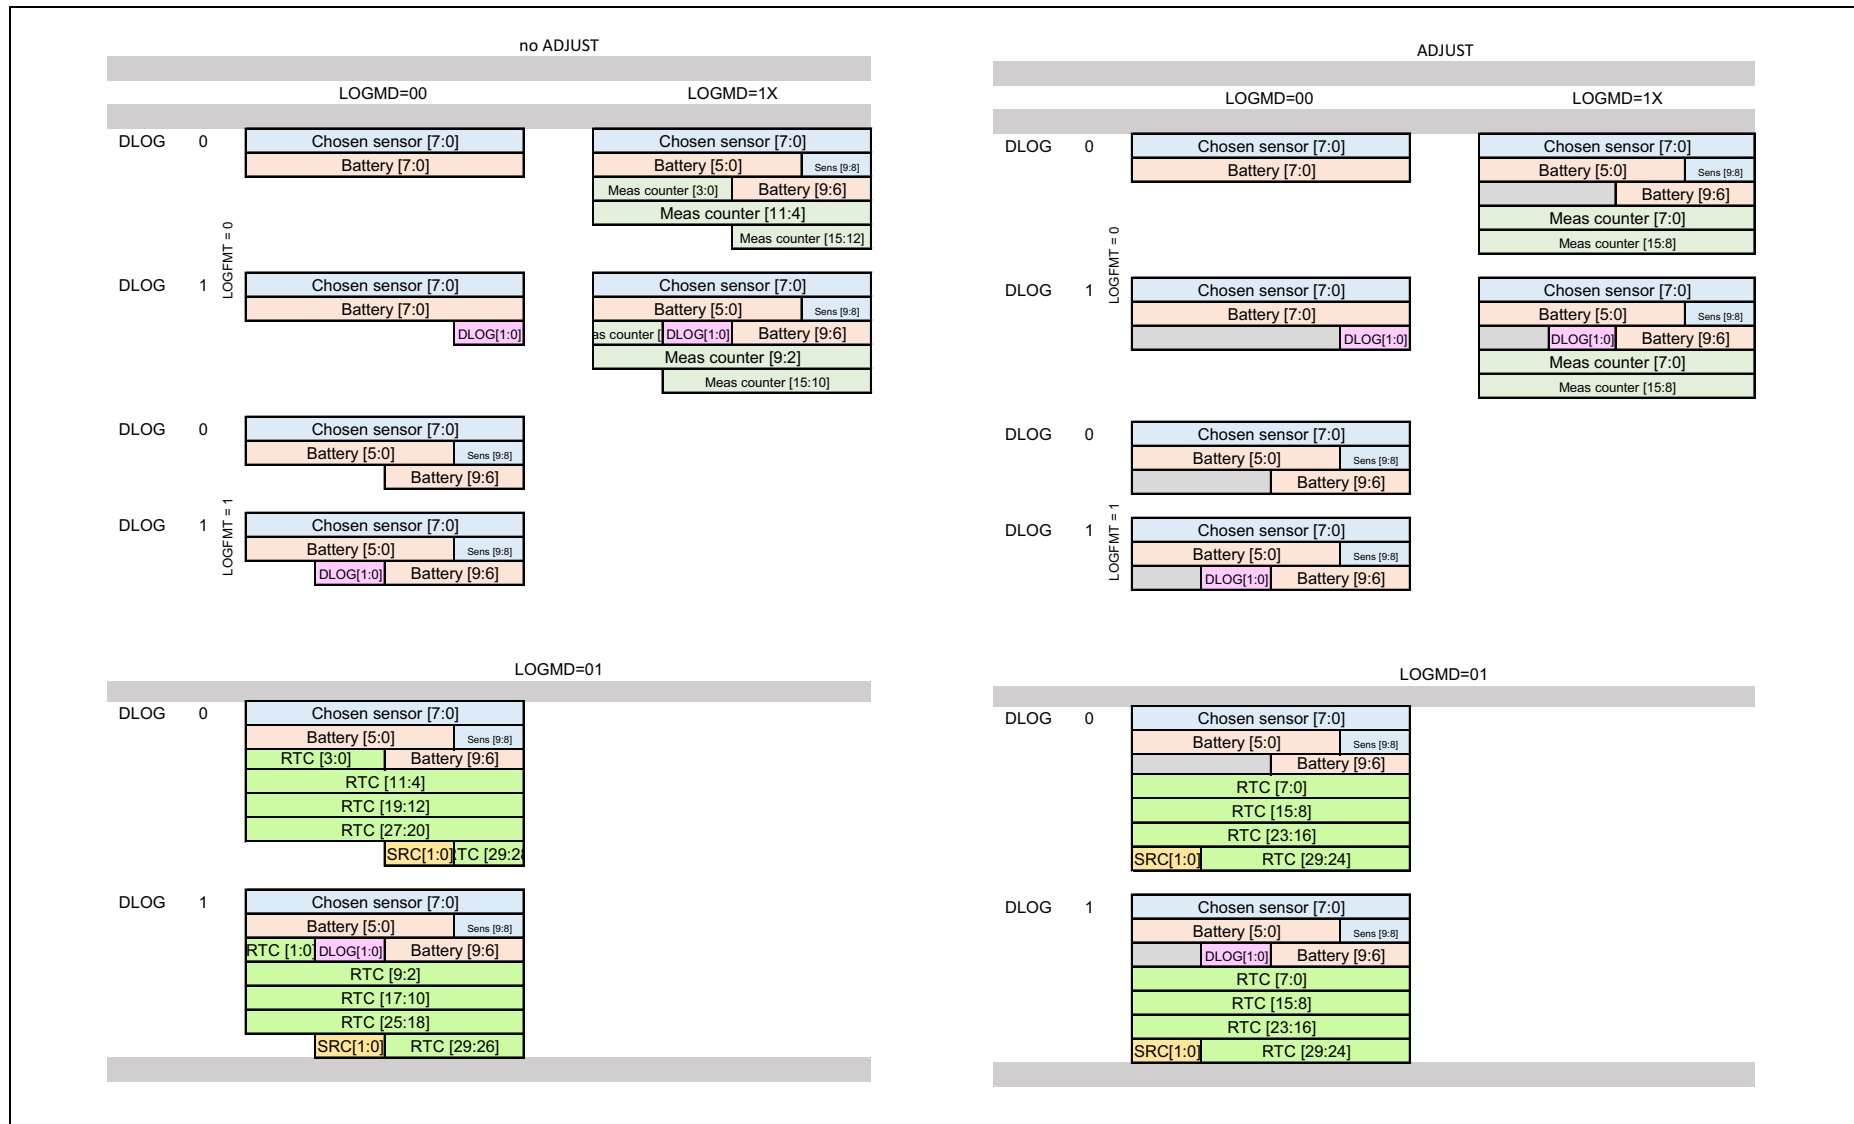 no ADJUST
LOGMD=00 LOGMD=1X
DLOG 0 Chosen sensor [7:0] Chosen sensor [7:0]
Battery [7:0] Battery [5:0] Sens [9:8]
Meas counter [3:0] Battery [9:6]
Meas counter [11:4]
Meas counter [15:12]
LOGFMT = 0
DLOG 1 Chosen sensor [7:0] Chosen sensor [7:0]
Battery [7:0] Battery [5:0] Sens [9:8]
DLOG[1:0] as counter [ DLOG[1:0] Battery [9:6]
Meas counter [9:2]
Meas counter [15:10]
DLOG 0 Chosen sensor [7:0]
Battery [5:0] Sens [9:8]
Battery [9:6]
LOGFMT = 1
DLOG 1 Chosen sensor [7:0]
Battery [5:0] Sens [9:8]
DLOG[1:0] Battery [9:6]
LOGMD=01
DLOG 0 Chosen sensor [7:0]
Battery [5:0] Sens [9:8]
RTC [3:0] Battery [9:6]
RTC [11:4]
RTC [19:12]
RTC [27:20]
SRC[1:0] RTC [29:28
DLOG 1 Chosen sensor [7:0]
Battery [5:0] Sens [9:8]
RTC [1:0] DLOG[1:0] Battery [9:6]
RTC [9:2]
RTC [17:10]
RTC [25:18]
SRC[1:0] RTC [29:26]
ADJUST
LOGMD=00 LOGMD=1X
DLOG 0 Chosen sensor [7:0] Chosen sensor [7:0]
Battery [7:0] Battery [5:0] Sens [9:8]
Battery [9:6]
Meas counter [7:0]
Meas counter [15:8]
LOGFMT = 0
DLOG 1 Chosen sensor [7:0] Chosen sensor [7:0]
Battery [7:0] Battery [5:0] Sens [9:8]
DLOG[1:0] DLOG[1:0] Battery [9:6]
Meas counter [7:0]
Meas counter [15:8]
DLOG 0 Chosen sensor [7:0]
Battery [5:0] Sens [9:8]
Battery [9:6]
LOGFMT = 1
DLOG 1 Chosen sensor [7:0]
Battery [5:0] Sens [9:8]
DLOG[1:0] Battery [9:6]
LOGMD=01
DLOG 0 Chosen sensor [7:0]
Battery [5:0] Sens [9:8]
Battery [9:6]
RTC [7:0]
RTC [15:8]
RTC [23:16]
SRC[1:0] RTC [29:24]
DLOG 1 Chosen sensor [7:0]
Battery [5:0] Sens [9:8]
DLOG[1:0] Battery [9:6]
RTC [7:0]
RTC [15:8]
RTC [23:16]
SRC[1:0] RTC [29:24]